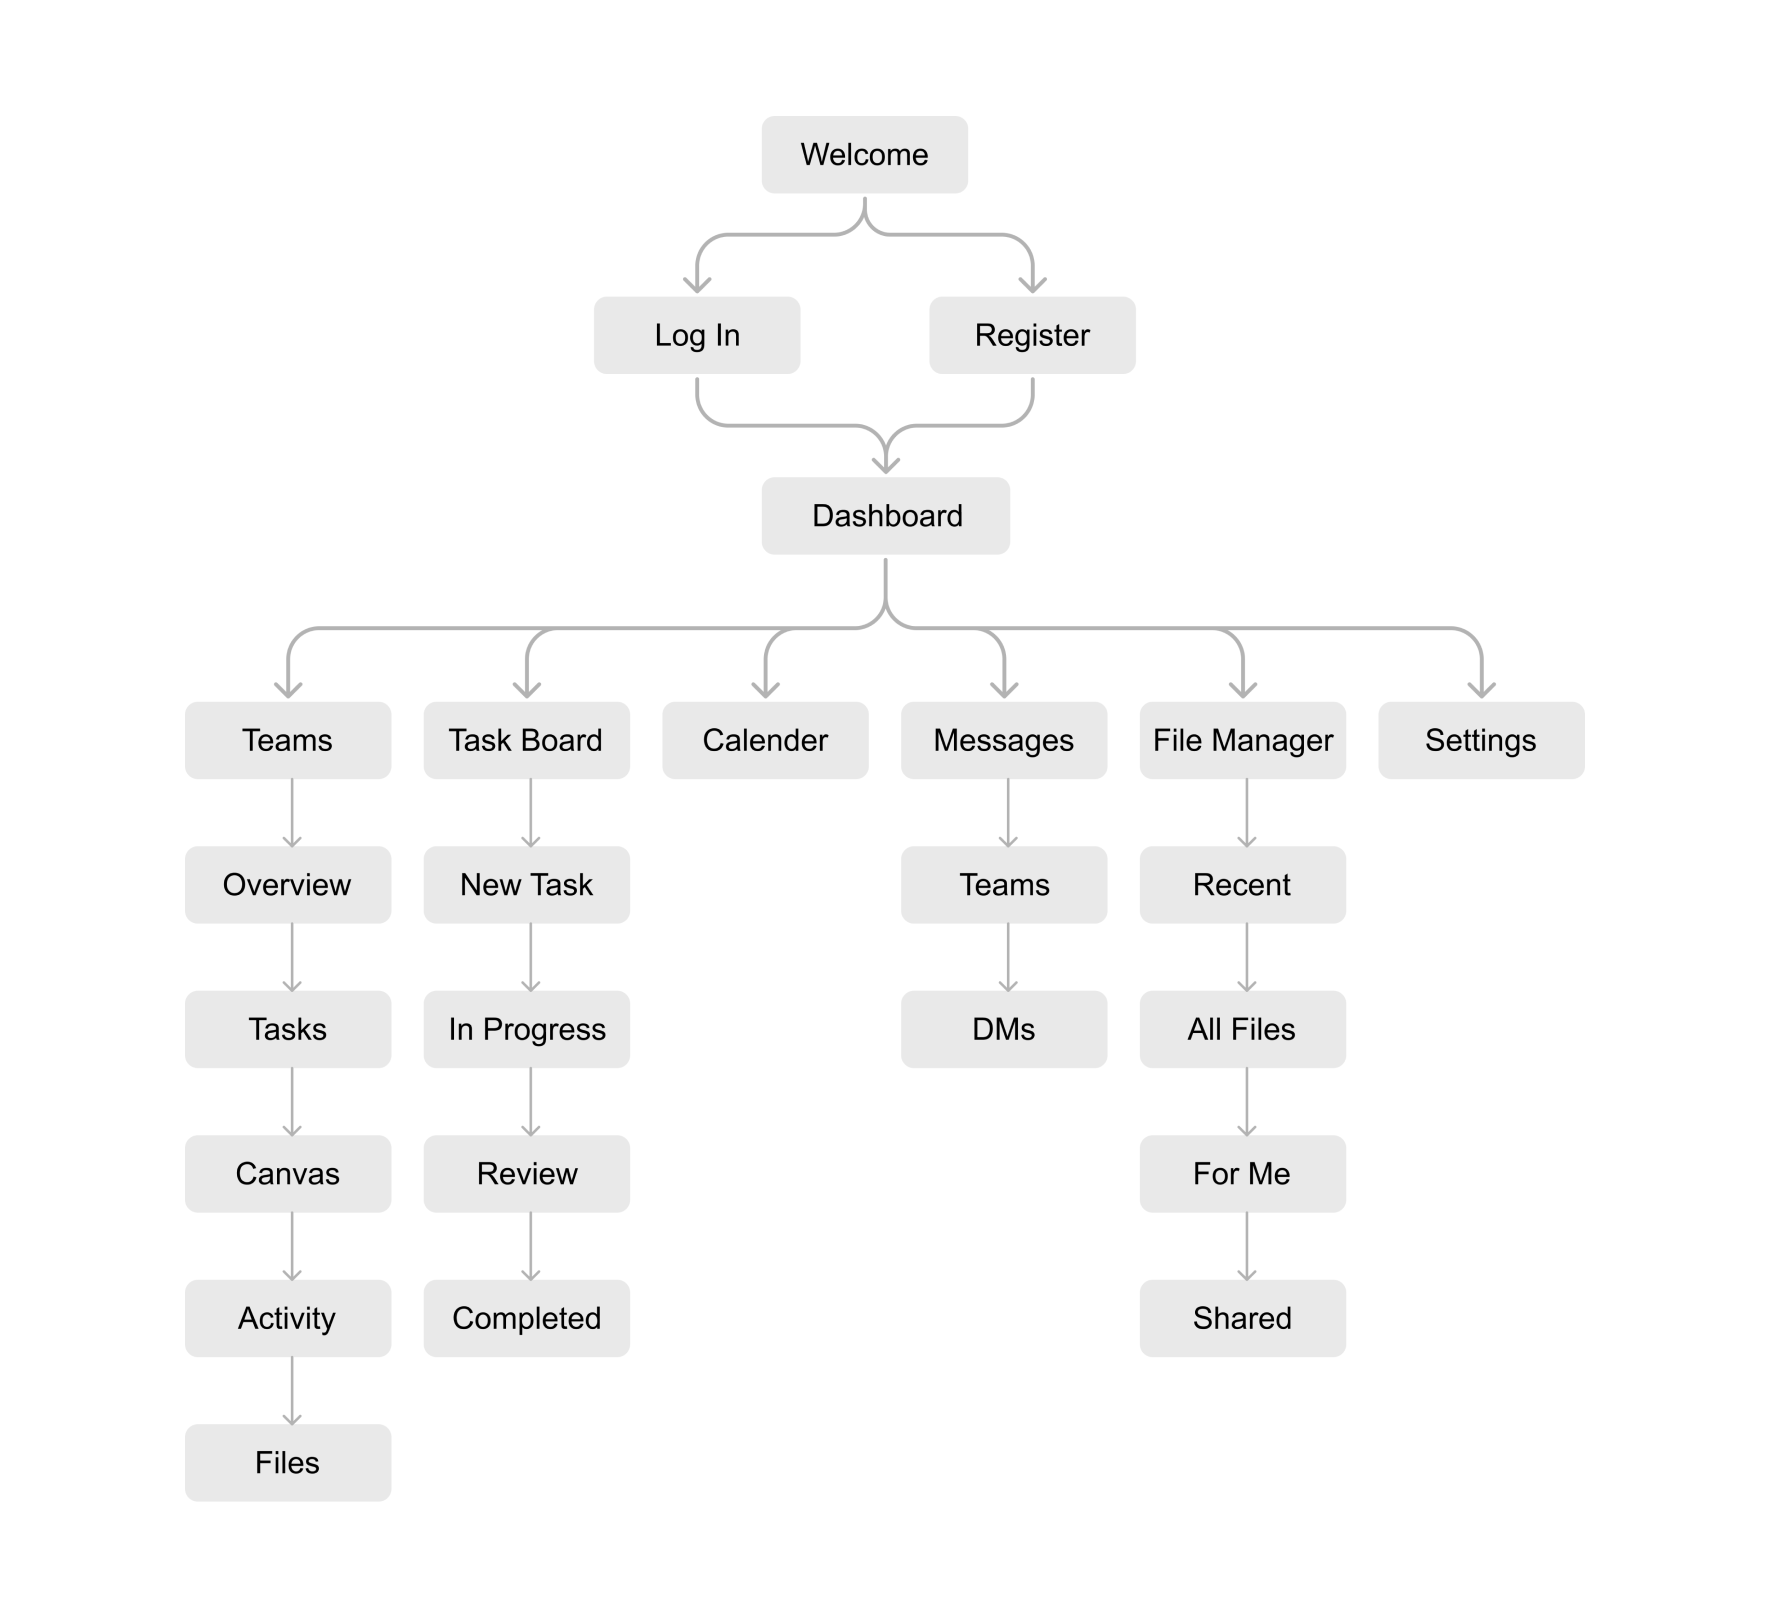 Welcome
Log In
Register
Dashboard
Teams
Task Board
Calender
Messages
File Manager
Settings
Overview
New Task
Teams
Recent
Tasks
In Progress
DMs
All Files
Canvas
Review
For Me
Activity
Completed
Shared
Files